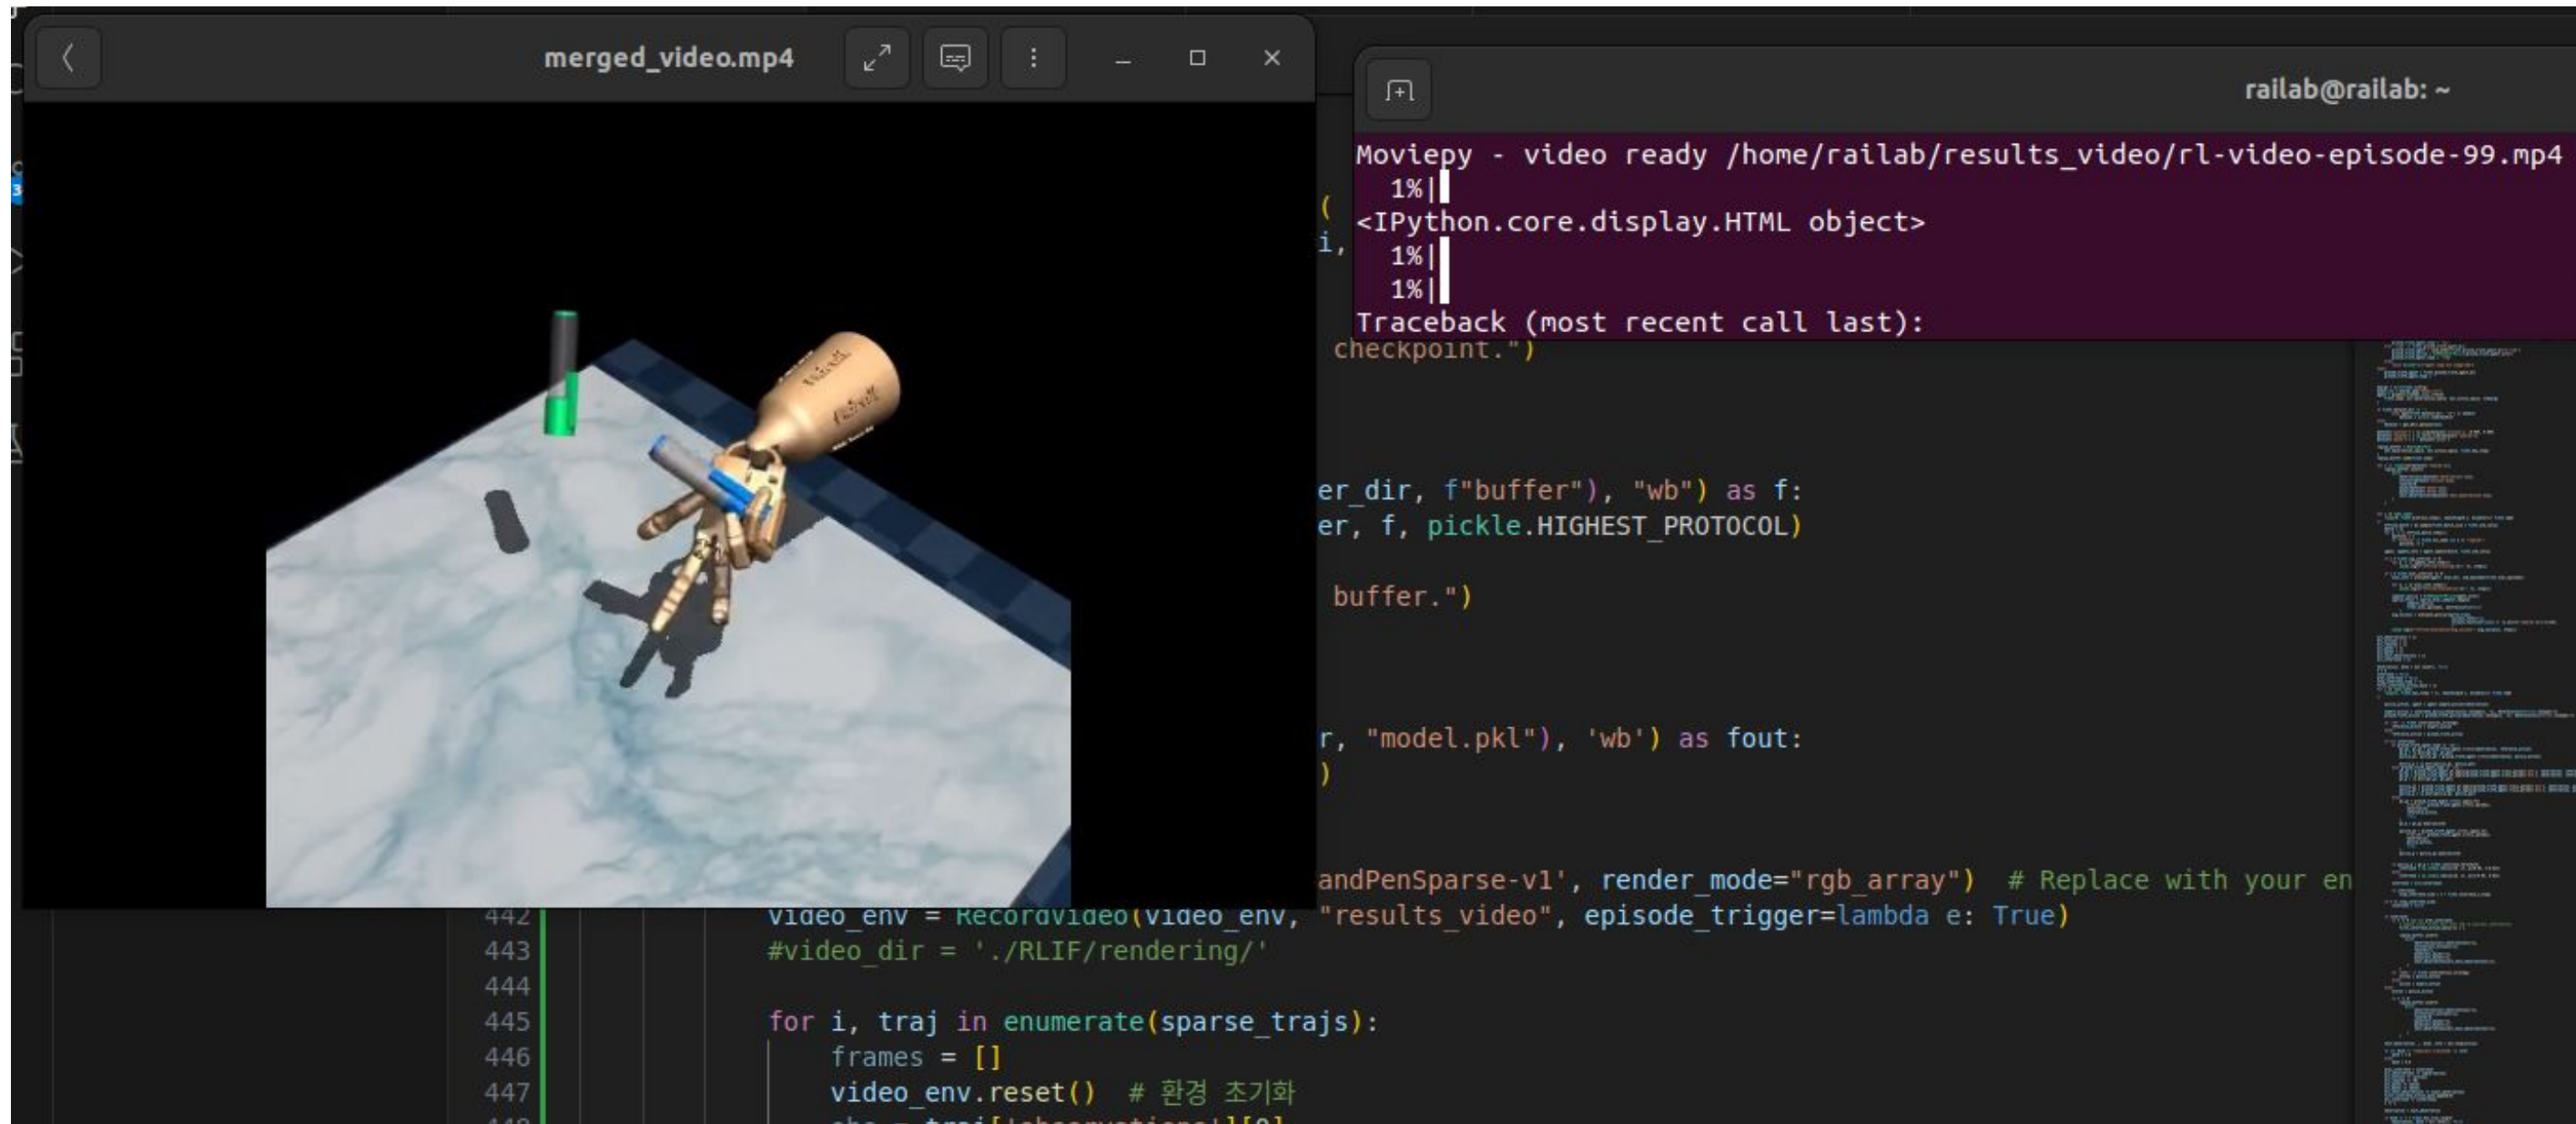 merged_video.mp4
railab@railab: ~
Moviepy - video ready /home/railab/results_video/rl-video-episode-99.mp4
1%|
<IPython.core.display.HTML object>
1%|
1%|
Traceback (most recent call last):
(
i,
checkpoint.")
er_dir, f"buffer"), "wb") as f:
er, f, pickle.HIGHEST_PROTOCOL)
buffer.")
r, "model.pkl"), 'wb') as fout:
)
andPenSparse-v1', render_mode="rgb_array")  # Replace with your en
442 video_env = RecordVideo(video_env, "results_video", episode_trigger=lambda e: True)
443 #video_dir = './RLIF/rendering/'
444
445 for i, traj in enumerate(sparse_trajs):
446 frames = []
447 video_env.reset()  # 환경 초기화